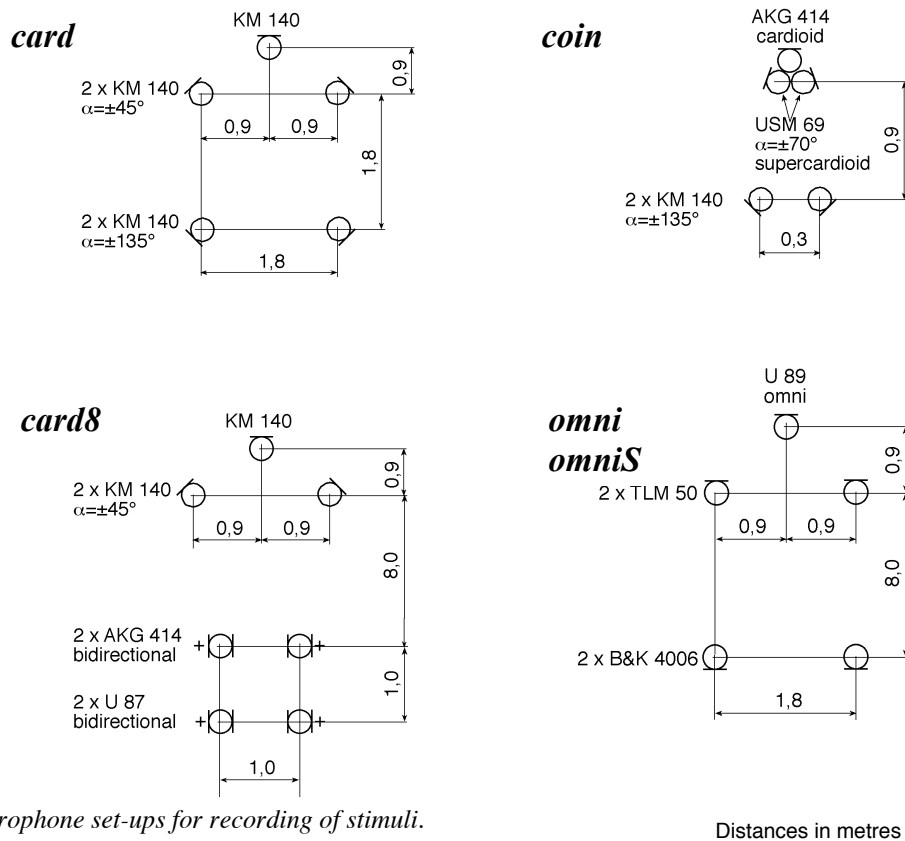 card
KM 140
2 x KM 140
α=±45°
0,9
0,9
0,9
1,8
2 x KM 140
α=±135°
1,8
coin
AKG 414
cardioid
USM 69
α=±70°
supercardioid
0,9
2 x KM 140
α=±135°
0,3
card8
KM 140
2 x KM 140
α=±45°
0,9
0,9
0,9
8,0
2 x AKG 414
bidirectional
+ +
1,0
2 x U 87
bidirectional
+ +
1,0
omni
omniS
U 89
omni
0,9
2 x TLM 50
0,9
0,9
8,0
2 x B&K 4006
1,8
rophone set-ups for recording of stimuli.
Distances in metres